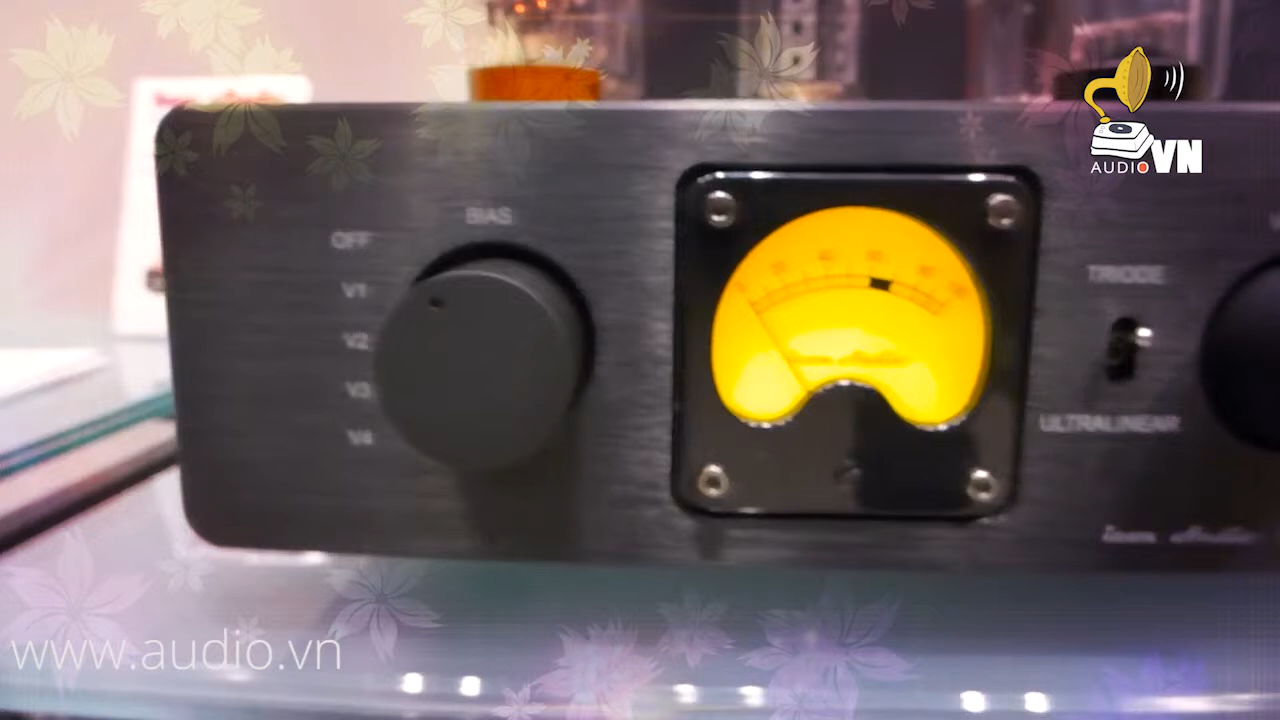 AUDIO VN
BIAS
OFF
V1
V2
V3
V4
TRIODE
ULTRALINEAR
www.audio.vn